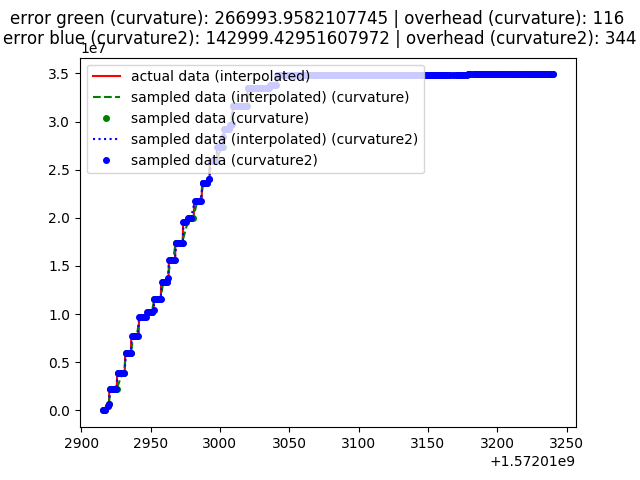 error green (curvature): 266993.9582107745 | overhead (curvature): 116
error blue (curvature2): 142999.42951607972 | overhead (curvature2): 344
1e7
actual data (interpolated)
sampled data (interpolated) (curvature)
sampled data (curvature)
sampled data (interpolated) (curvature2)
sampled data (curvature2)
3.5
3.0
2.5
2.0
1.5
1.0
0.5
0.0
2900 2950 3000 3050 3100 3150 3200 3250
+1.57201e9